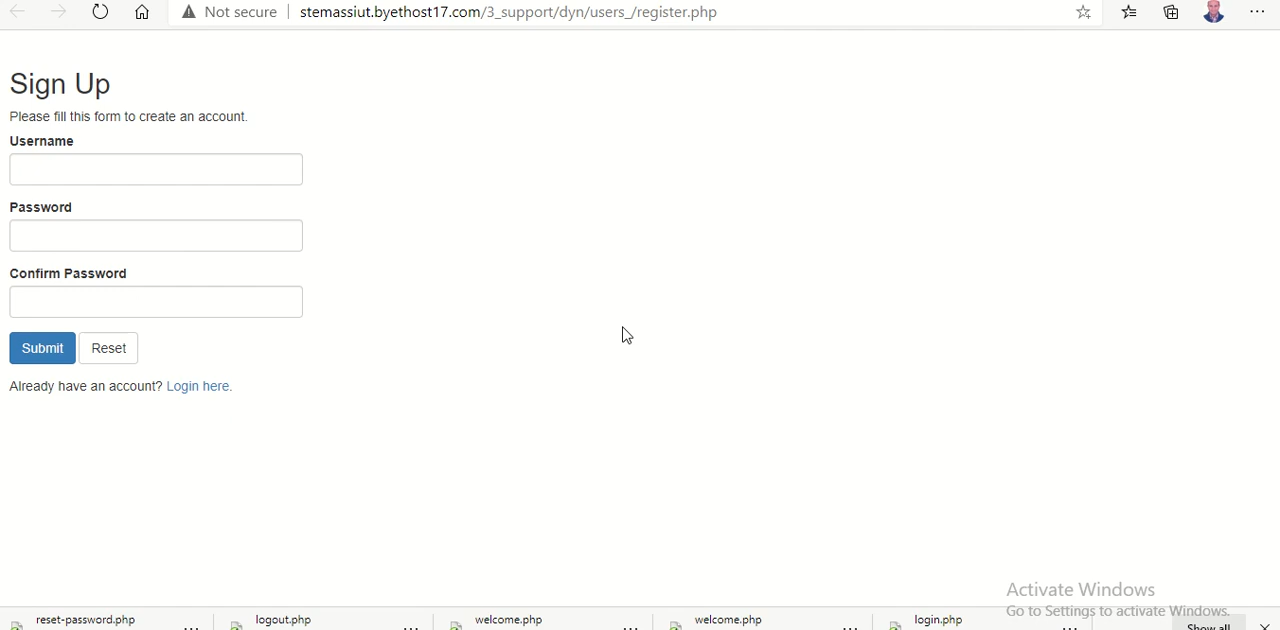 Not secure | stemassiut.byethost17.com/3_support/dyn/users_/register.php
Sign Up
Please fill this form to create an account.
Username
Password
Confirm Password
Submit Reset
Already have an account? Login here.
Activate Windows
Go to Settings to activate Windows.
reset-password.php logout.php welcome.php welcome.php login.php Show all